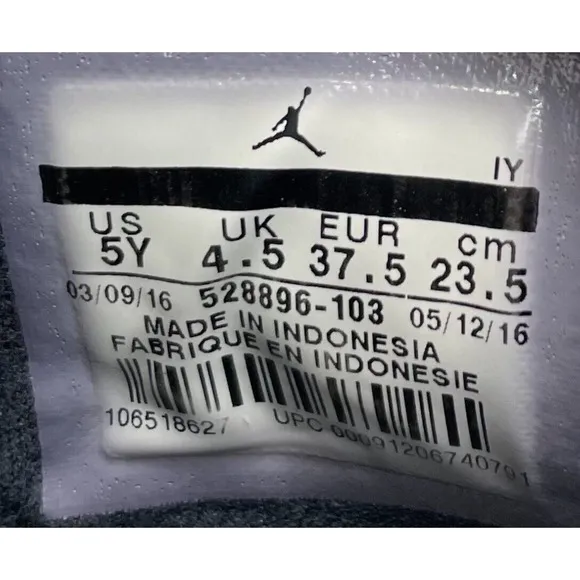 IY
US UK EUR cm
5Y 4.5 37.5 23.5
03/09/16 528896-103 05/12/16
MADE IN INDONESIA
FABRIQUE EN INDONESIE
106518627 UPC 00091206740791